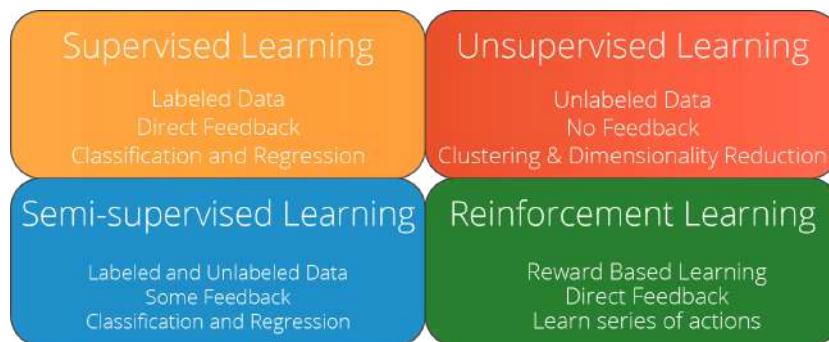 Supervised Learning
Labeled Data
Direct Feedback
Classification and Regression
Unsupervised Learning
Unlabeled Data
No Feedback
Clustering & Dimensionality Reduction
Semi-supervised Learning
Labeled and Unlabeled Data
Some Feedback
Classification and Regression
Reinforcement Learning
Reward Based Learning
Direct Feedback
Learn series of actions